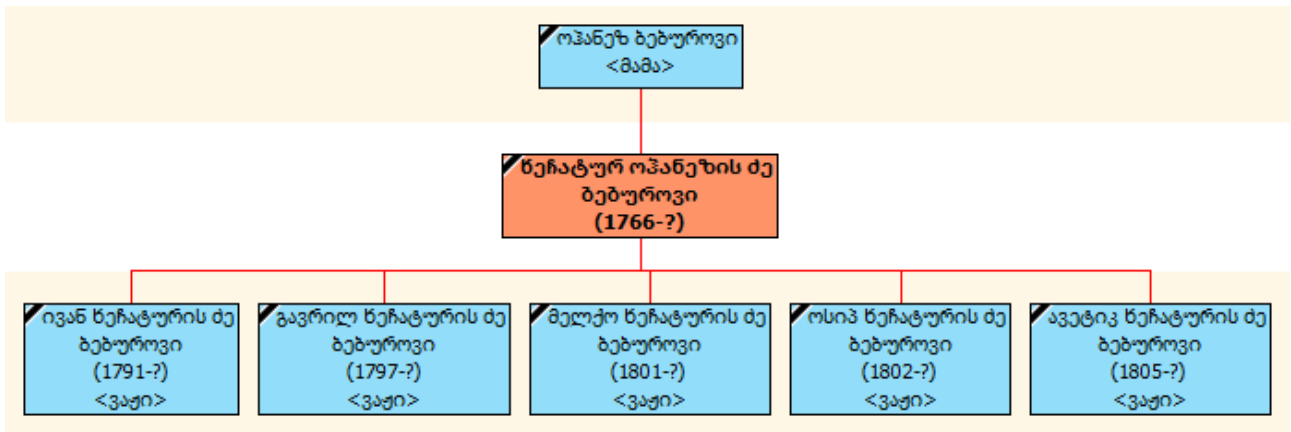 ოჰანეზ ბებუროვი
<მამა>
ხეჩატურ ოჰანეზის ძე
ბებუროვი
(1766-?)
ივან ხეჩატურის ძე
ბებუროვი
(1791-?)
<ვაჟი>
გავრილ ხეჩატურის ძე
ბებუროვი
(1797-?)
<ვაჟი>
მელქო ხეჩატურის ძე
ბებუროვი
(1801-?)
<ვაჟი>
ოსიპ ხეჩატურის ძე
ბებუროვი
(1802-?)
<ვაჟი>
ავეტიკ ხეჩატურის ძე
ბებუროვი
(1805-?)
<ვაჟი>